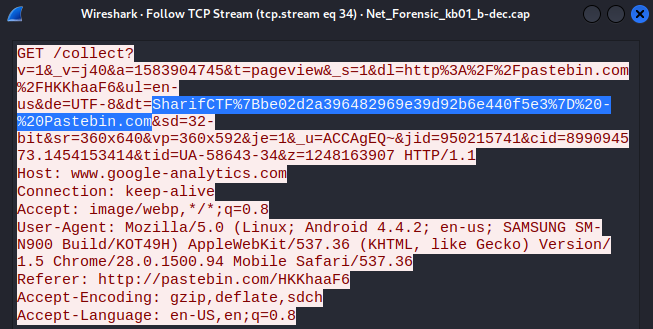 Wireshark · Follow TCP Stream (tcp.stream eq 34) · Net_Forensic_kb01_b-dec.cap
GET /collect?
v=1&_v=j40&a=1583904745&t=pageview&_s=1&dl=http%3A%2F%2Fpastebin.com
%2FHKKhaaF6&ul=en-
us&de=UTF-8&dt=SharifCTF%7Bbe02d2a396482969e39d92b6e440f5e3%7D%20-
%20Pastebin.com&sd=32-
bit&sr=360x640&vp=360x592&je=1&_u=ACCAgEQ~&jid=950215741&cid=8990945
73.1454153414&tid=UA-58643-34&z=1248163907 HTTP/1.1
Host: www.google-analytics.com
Connection: keep-alive
Accept: image/webp,*/*;q=0.8
User-Agent: Mozilla/5.0 (Linux; Android 4.4.2; en-us; SAMSUNG SM-
N900 Build/KOT49H) AppleWebKit/537.36 (KHTML, like Gecko) Version/
1.5 Chrome/28.0.1500.94 Mobile Safari/537.36
Referer: http://pastebin.com/HKKhaaF6
Accept-Encoding: gzip,deflate,sdch
Accept-Language: en-US,en;q=0.8